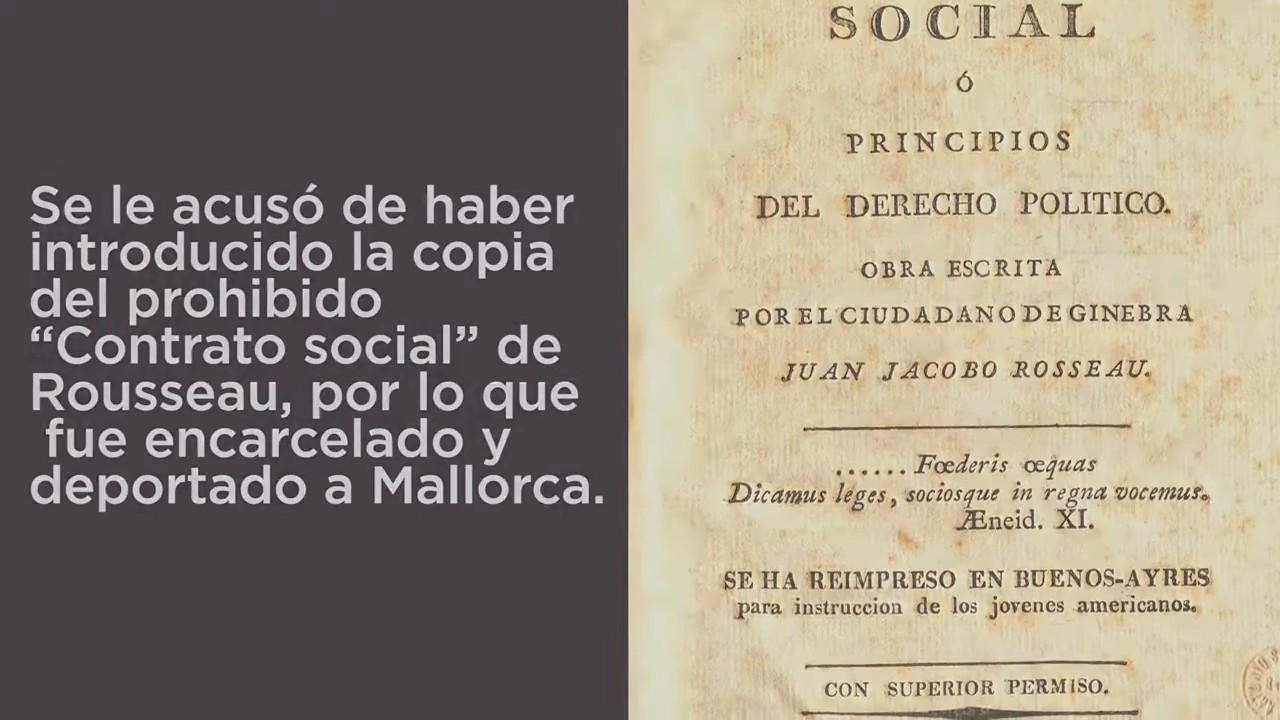 Se le acusó de haber
introducido la copia
del prohibido
“Contrato social” de
Rousseau, por lo que
fue encarcelado y
deportado a Mallorca.
SOCIAL
Ó
PRINCIPIOS
DEL DERECHO POLITICO.
OBRA ESCRITA
POR EL CIUDADANO DE GINEBRA
JUAN JACOBO ROSSEAU.
...... Fœderis œquas
Dicamus leges, sociosque in regna vocemus.
Æneid. XI.
SE HA REIMPRESO EN BUENOS-AYRES
para instruccion de los jovenes americanos.
CON SUPERIOR PERMISO.